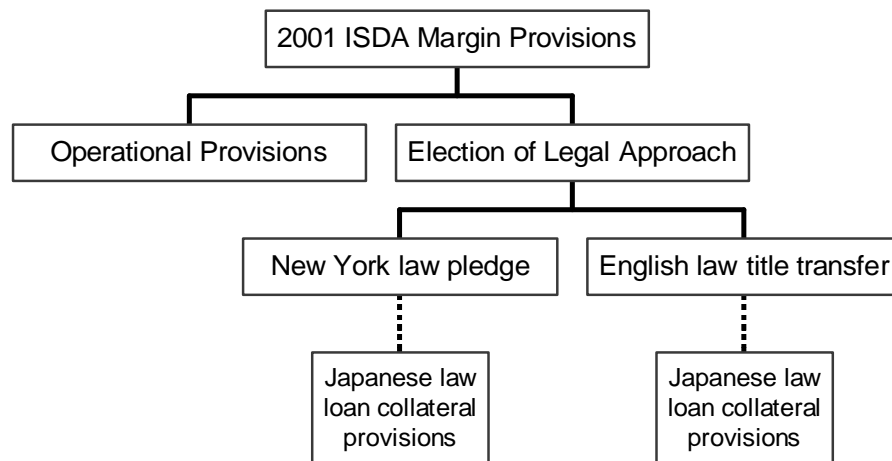 2001 ISDA Margin Provisions
Operational Provisions
Election of Legal Approach
New York law pledge
English law title transfer
Japanese law
loan collateral
provisions
Japanese law
loan collateral
provisions